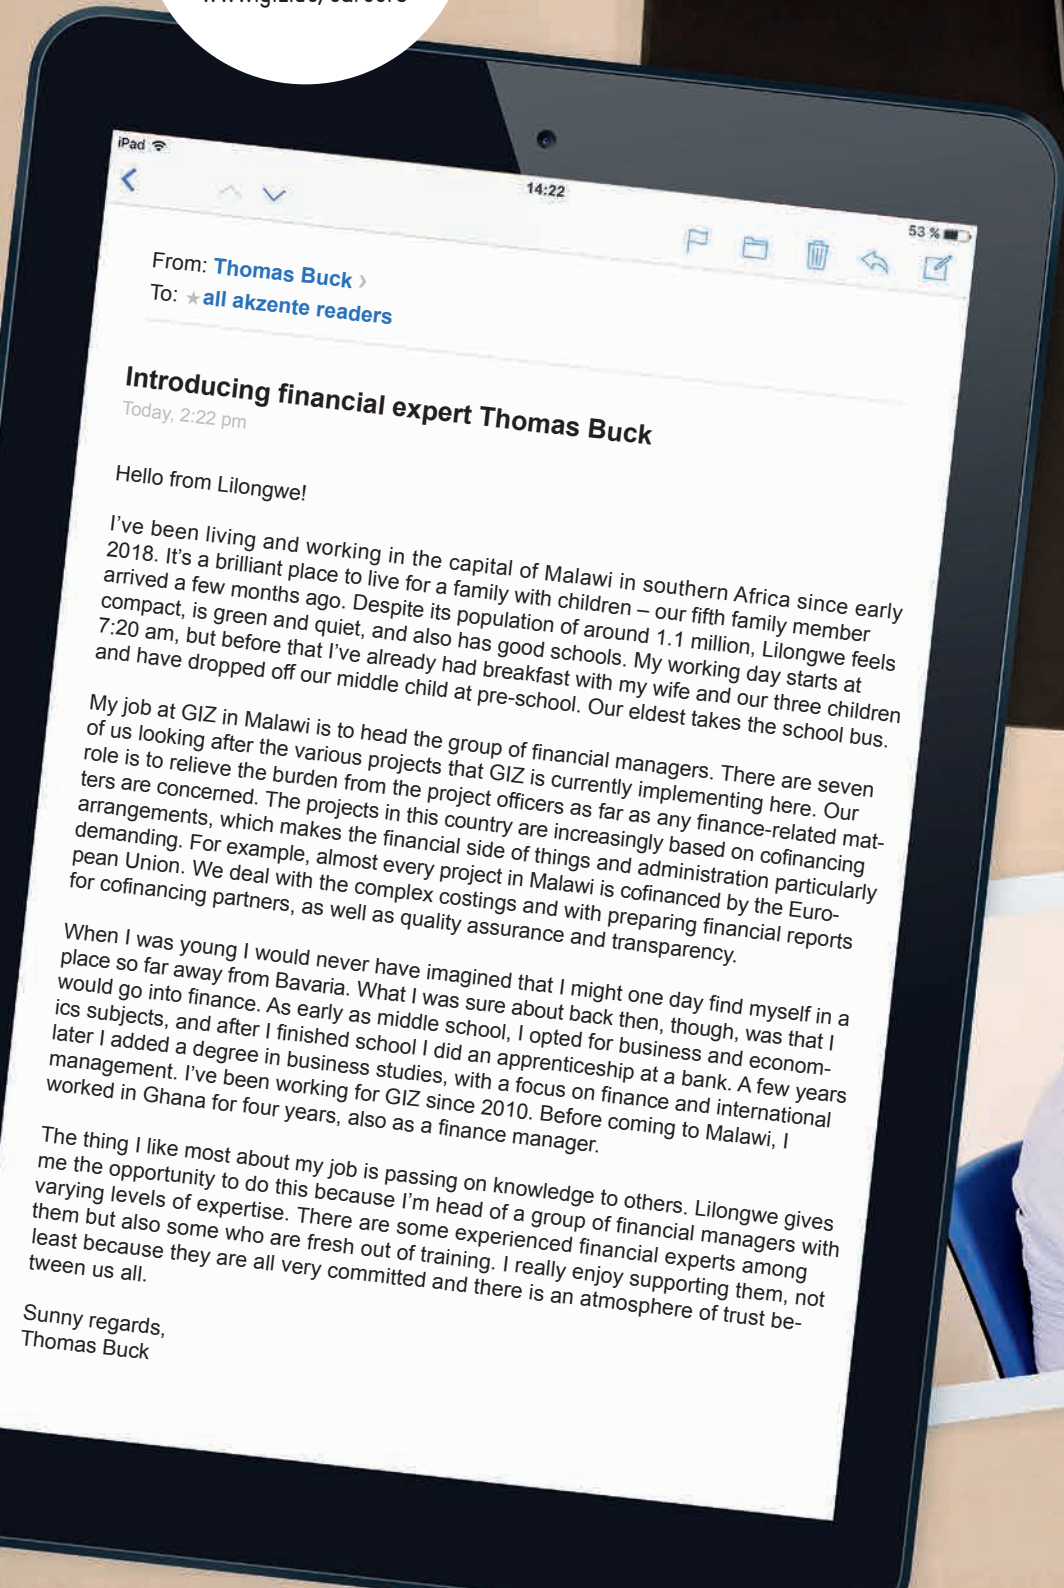 iPad
14:22
53 %
From: Thomas Buck
To: all akzente readers
Introducing financial expert Thomas Buck
Today, 2:22 pm
Hello from Lilongwe!
I’ve been living and working in the capital of Malawi in southern Africa since early
2018. It’s a brilliant place to live for a family with children – our fifth family member
arrived a few months ago. Despite its population of around 1.1 million, Lilongwe feels
compact, is green and quiet, and also has good schools. My working day starts at
7:20 am, but before that I’ve already had breakfast with my wife and our three children
and have dropped off our middle child at pre-school. Our eldest takes the school bus.
My job at GIZ in Malawi is to head the group of financial managers. There are seven
of us looking after the various projects that GIZ is currently implementing here. Our
role is to relieve the burden from the project officers as far as any finance-related mat-
ters are concerned. The projects in this country are increasingly based on cofinancing
arrangements, which makes the financial side of things and administration particularly
demanding. For example, almost every project in Malawi is cofinanced by the Euro-
pean Union. We deal with the complex costings and with preparing financial reports
for cofinancing partners, as well as quality assurance and transparency.
When I was young I would never have imagined that I might one day find myself in a
place so far away from Bavaria. What I was sure about back then, though, was that I
would go into finance. As early as middle school, I opted for business and econom-
ics subjects, and after I finished school I did an apprenticeship at a bank. A few years
later I added a degree in business studies, with a focus on finance and international
management. I’ve been working for GIZ since 2010. Before coming to Malawi, I
worked in Ghana for four years, also as a finance manager.
The thing I like most about my job is passing on knowledge to others. Lilongwe gives
me the opportunity to do this because I’m head of a group of financial managers with
varying levels of expertise. There are some experienced financial experts among
them but also some who are fresh out of training. I really enjoy supporting them, not
least because they are all very committed and there is an atmosphere of trust be-
tween us all.
Sunny regards,
Thomas Buck